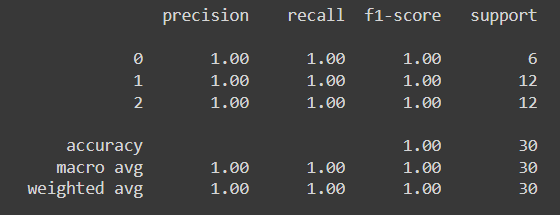 precision recall f1-score support
0 1.00 1.00 1.00 6
1 1.00 1.00 1.00 12
2 1.00 1.00 1.00 12
accuracy 1.00 30
macro avg 1.00 1.00 1.00 30
weighted avg 1.00 1.00 1.00 30